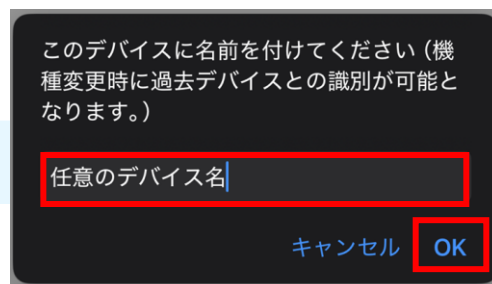 このデバイスに名前を付けてください（機
種変更時に過去デバイスとの識別が可能と
なります。）
任意のデバイス名
キャンセル OK